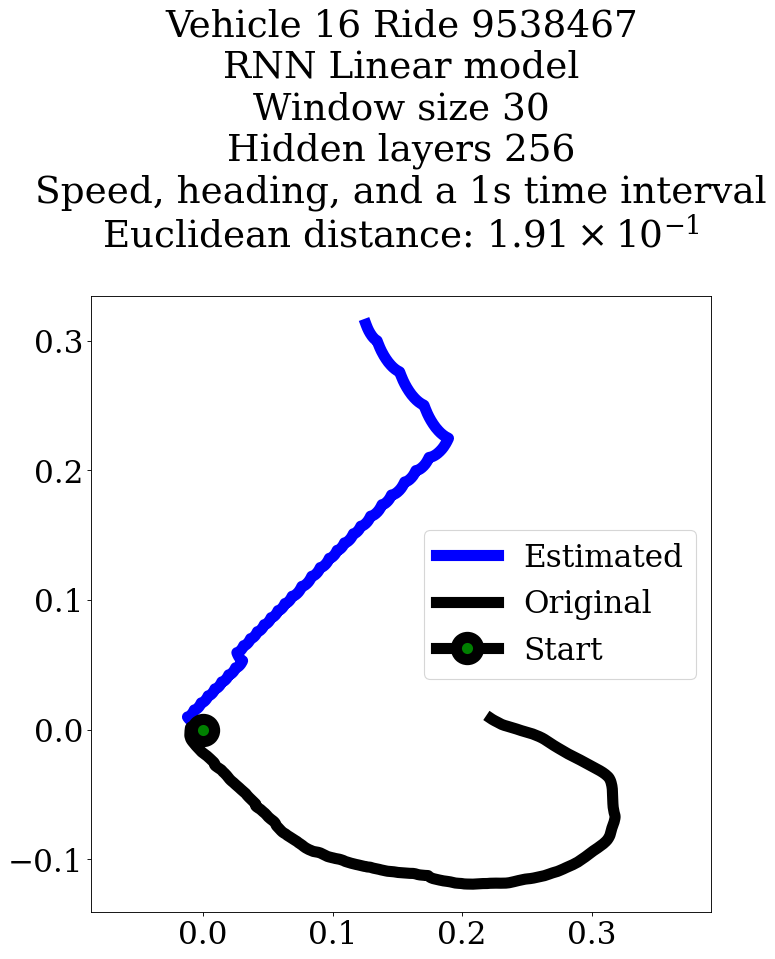 Vehicle 16 Ride 9538467
RNN Linear model
Window size 30
Hidden layers 256
Speed, heading, and a 1s time interval
Euclidean distance: 1.91 × 10⁻¹
0.3
0.2
0.1
0.0
−0.1
Estimated
Original
Start
0.0 0.1 0.2 0.3